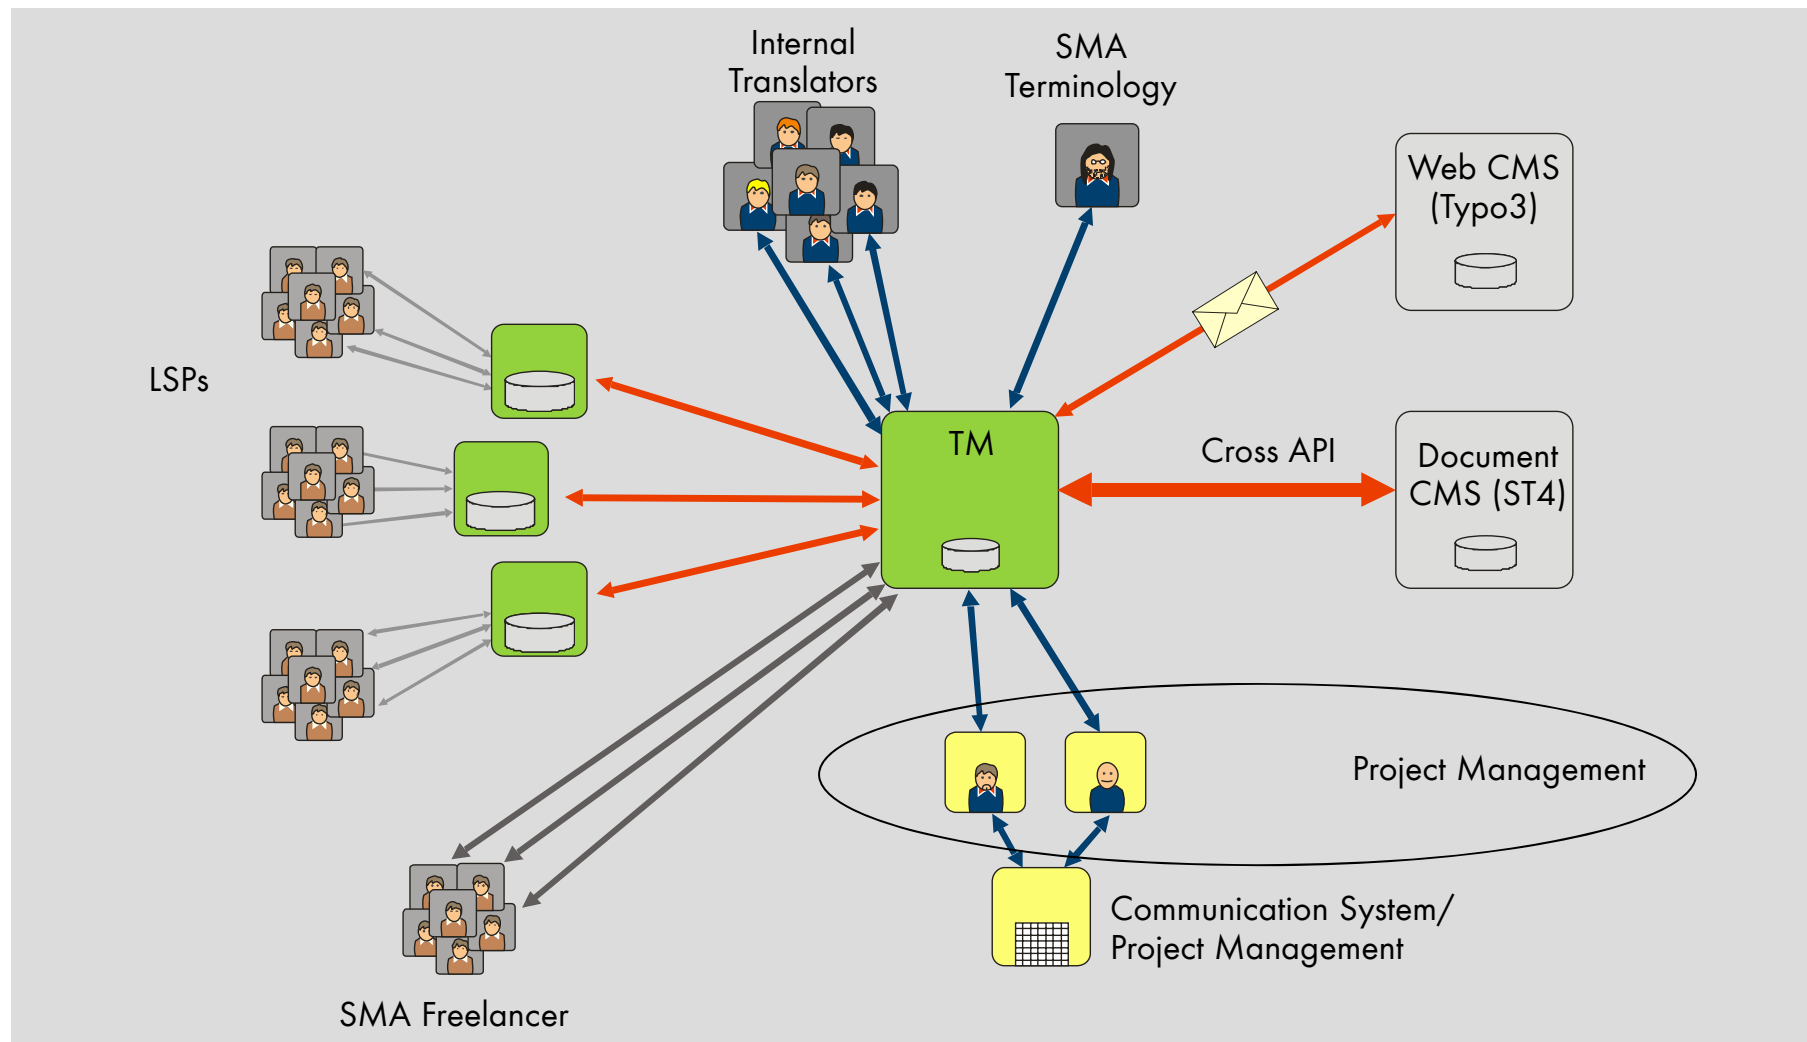 Internal
Translators
SMA
Terminology
Web CMS
(Typo3)
LSPs
TM
Cross API
Document
CMS (ST4)
Project Management
Communication System/
Project Management
SMA Freelancer